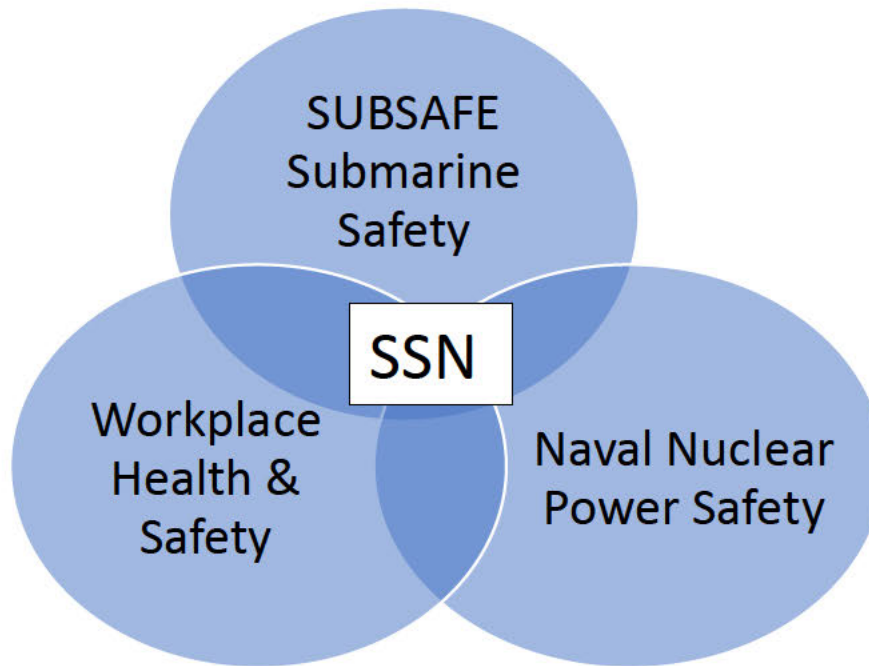 SUBSAFE
Submarine
Safety
SSN
Workplace
Health &
Safety
Naval Nuclear
Power Safety